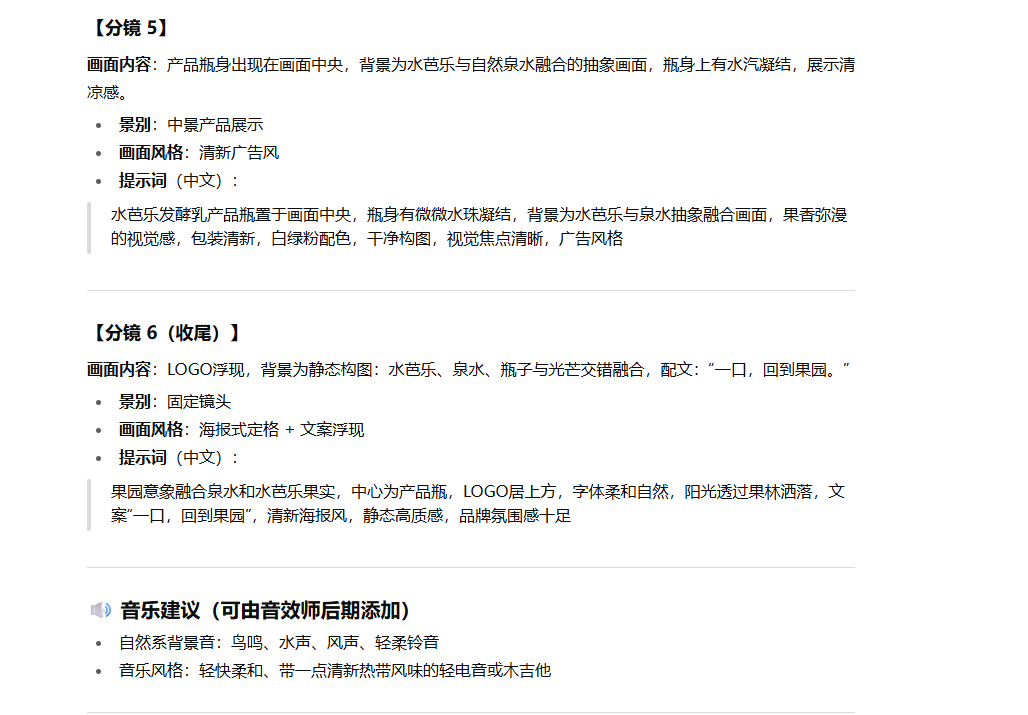 【分镜 5】
画面内容：产品瓶身出现在画面中央，背景为水芭乐与自然泉水融合的抽象画面，瓶身上有水汽凝结，展示清
凉感。
景别：中景产品展示
画面风格：清新广告风
提示词（中文）：
水芭乐发酵乳产品瓶置于画面中央，瓶身有微微水珠凝结，背景为水芭乐与泉水抽象融合画面，果香弥漫
的视觉感，包装清新，白绿粉配色，干净构图，视觉焦点清晰，广告风格
【分镜 6（收尾）】
画面内容：LOGO浮现，背景为静态构图：水芭乐、泉水、瓶子与光芒交错融合，配文：“一口，回到果园。”
景别：固定镜头
画面风格：海报式定格 + 文案浮现
提示词（中文）：
果园意象融合泉水和水芭乐果实，中心为产品瓶，LOGO居上方，字体柔和自然，阳光透过果林洒落，文
案“一口，回到果园”，清新海报风，静态高质感，品牌氛围感十足
音乐建议（可由音效师后期添加）
自然系背景音：鸟鸣、水声、风声、轻柔铃音
音乐风格：轻快柔和、带一点清新热带风味的轻电音或木吉他